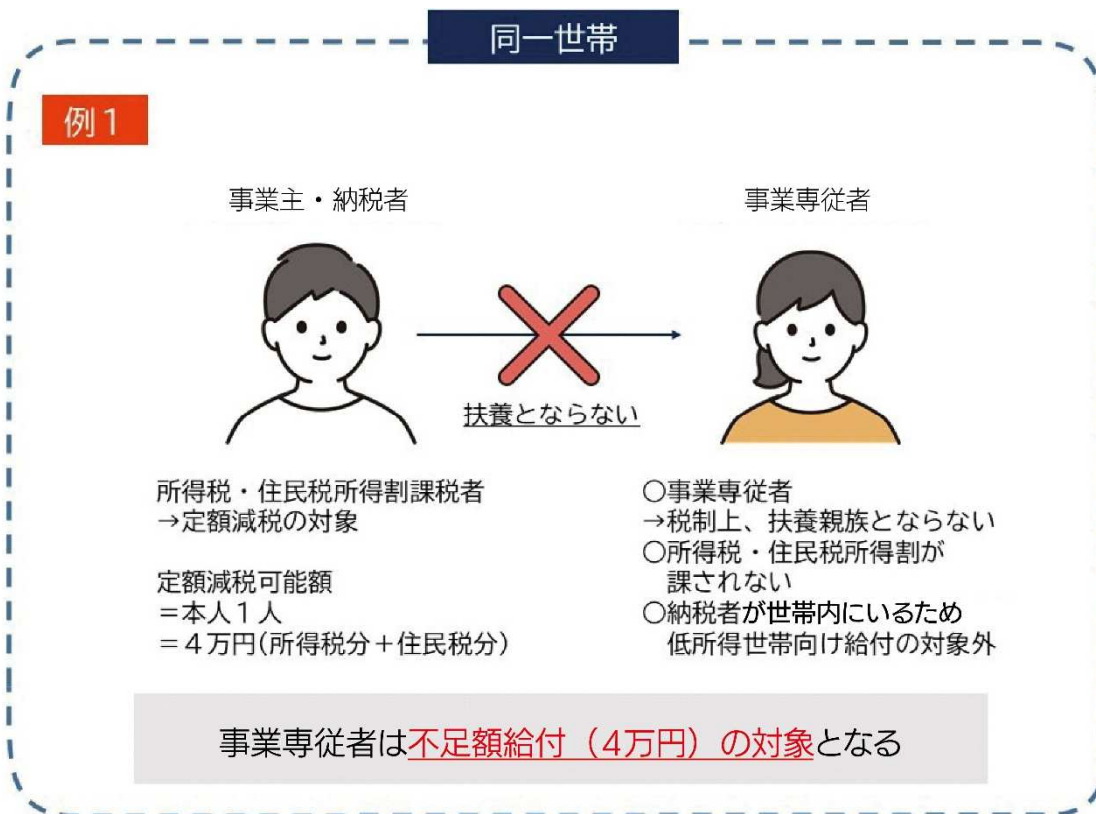 同一世帯
例1
事業主・納税者
事業専従者
扶養とならない
所得税・住民税所得割課税者
→定額減税の対象
定額減税可能額
＝本人１人
＝４万円(所得税分＋住民税分)
○事業専従者
→税制上、扶養親族とならない
○所得税・住民税所得割が
課されない
○納税者が世帯内にいるため
低所得世帯向け給付の対象外
事業専従者は不足額給付（4万円）の対象となる